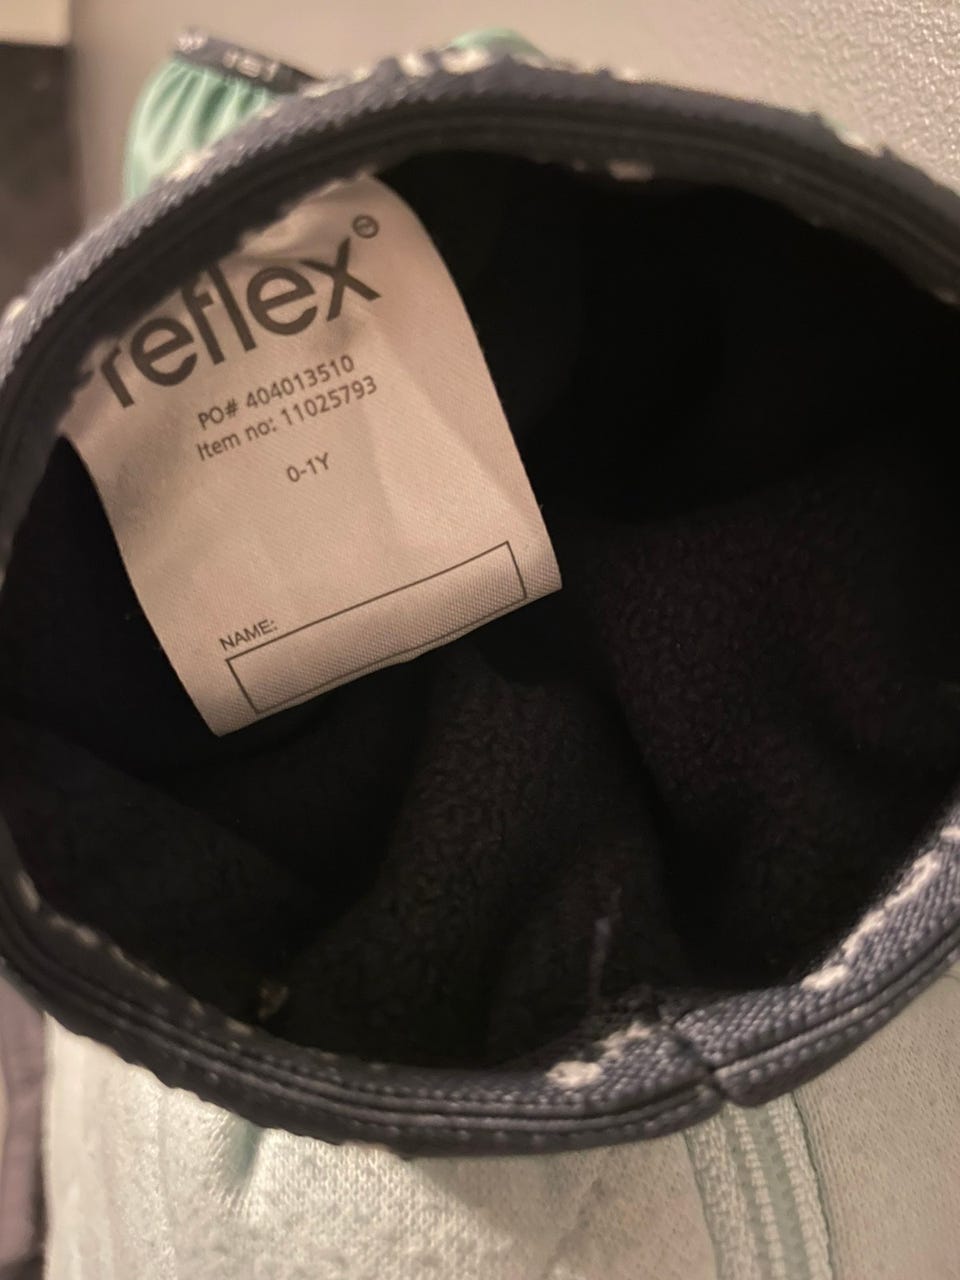 reflex
PO# 404013510
Item no: 11025793
0-1Y
NAME: